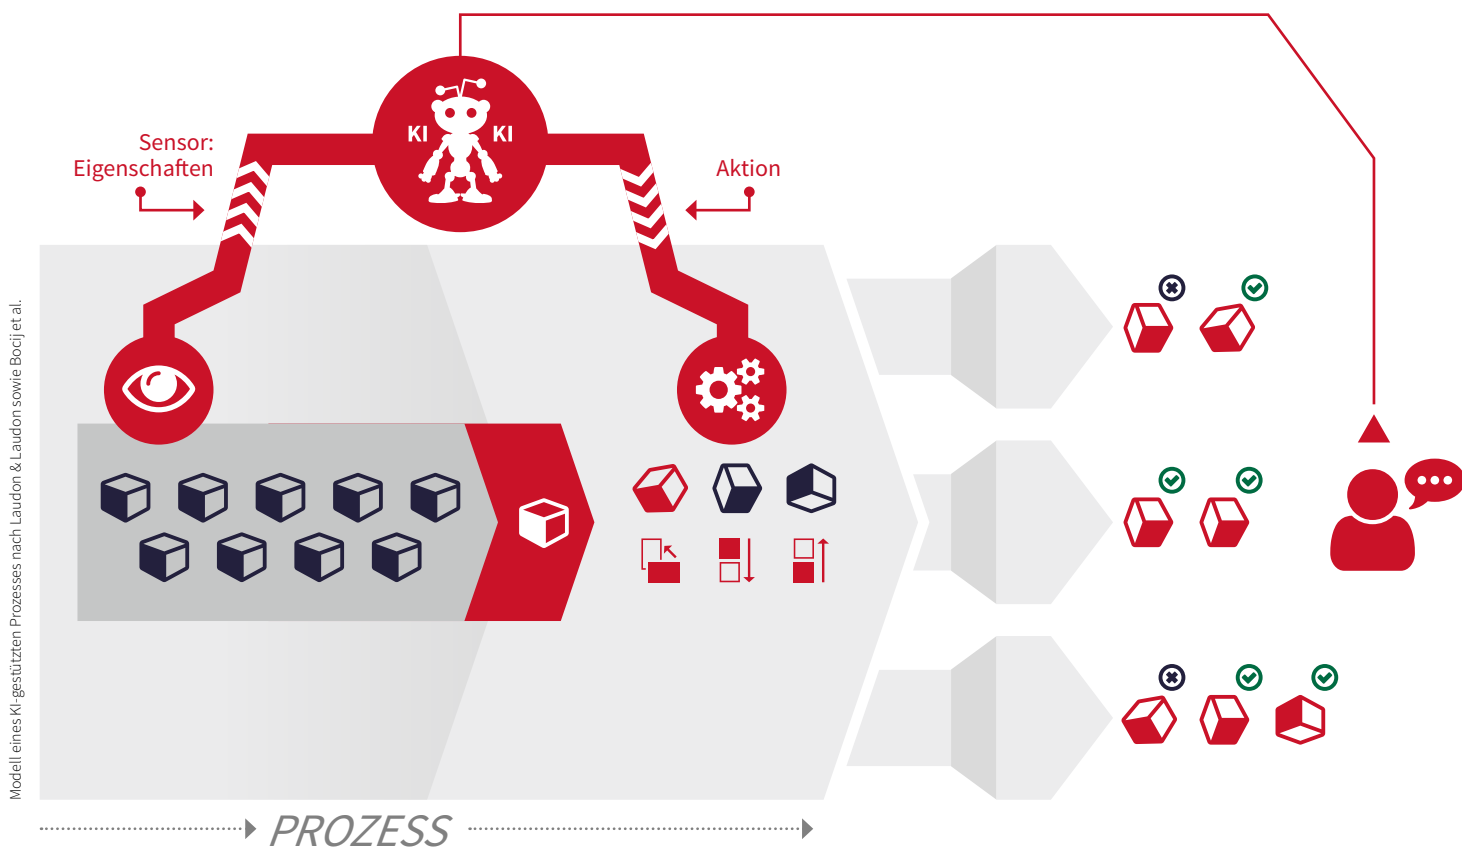 KI
KI
Sensor:
Eigenschaften
Aktion
Modell eines KI-gestützten Prozesses nach Laudon & Laudon sowie Bocij et al.
PROZESS